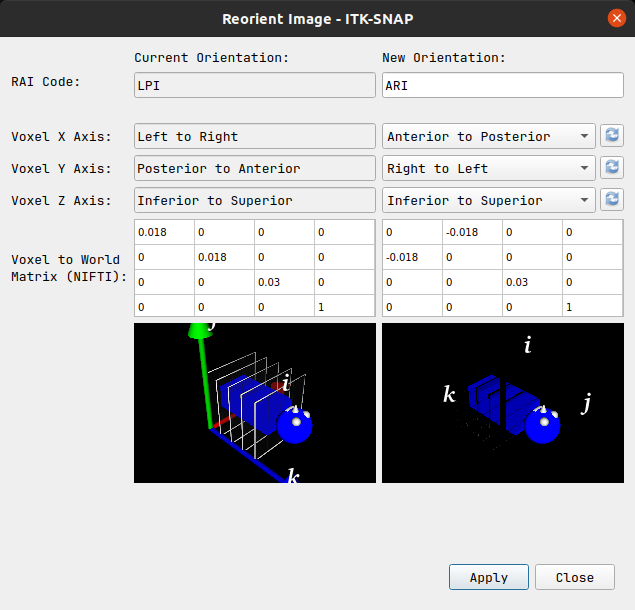 Reorient Image - ITK-SNAP
Current Orientation: New Orientation:
RAI Code: LPI ARI
Voxel X Axis: Left to Right Anterior to Posterior
Voxel Y Axis: Posterior to Anterior Right to Left
Voxel Z Axis: Inferior to Superior Inferior to Superior
Voxel to World
Matrix (NIFTI):
0.018 0 0 0 0 -0.018 0 0
0 0.018 0 0 -0.018 0 0 0
0 0 0.03 0 0 0 0.03 0
0 0 0 1 0 0 0 1
j
i
k
i
k
j
Apply Close